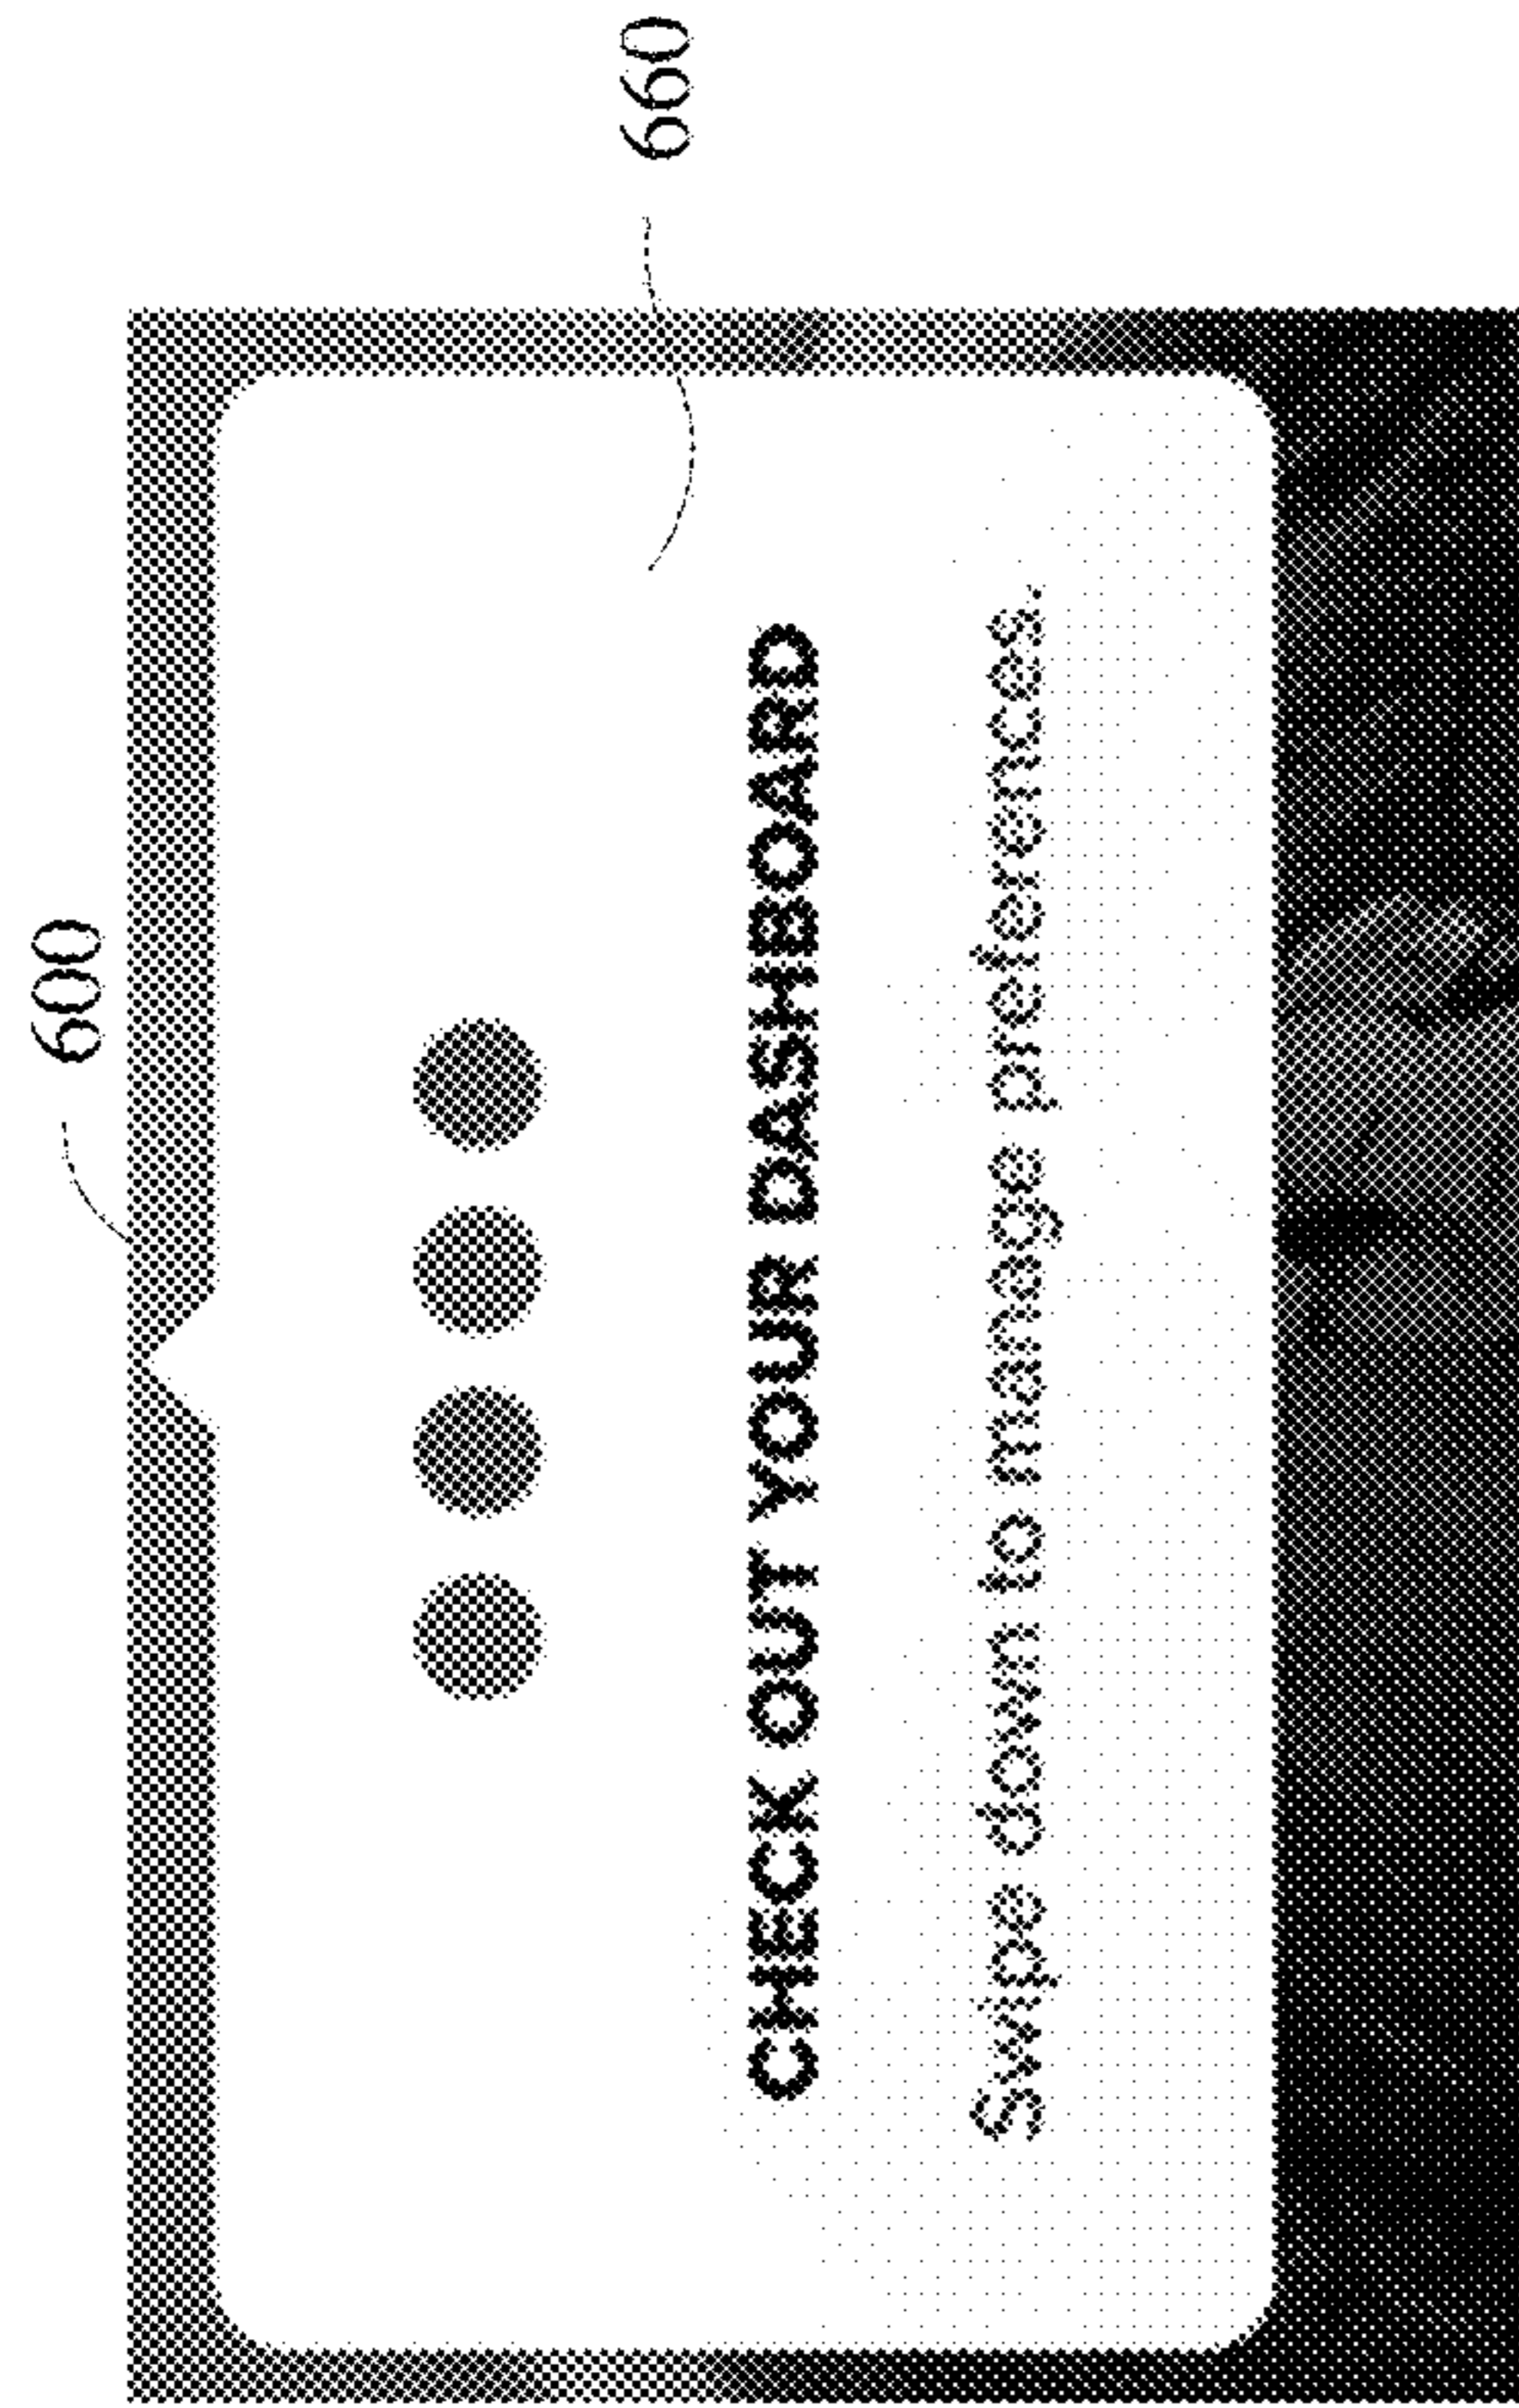 600
660
CHECK OUT YOUR DASHBOARD
Swipe down to manage preferences.